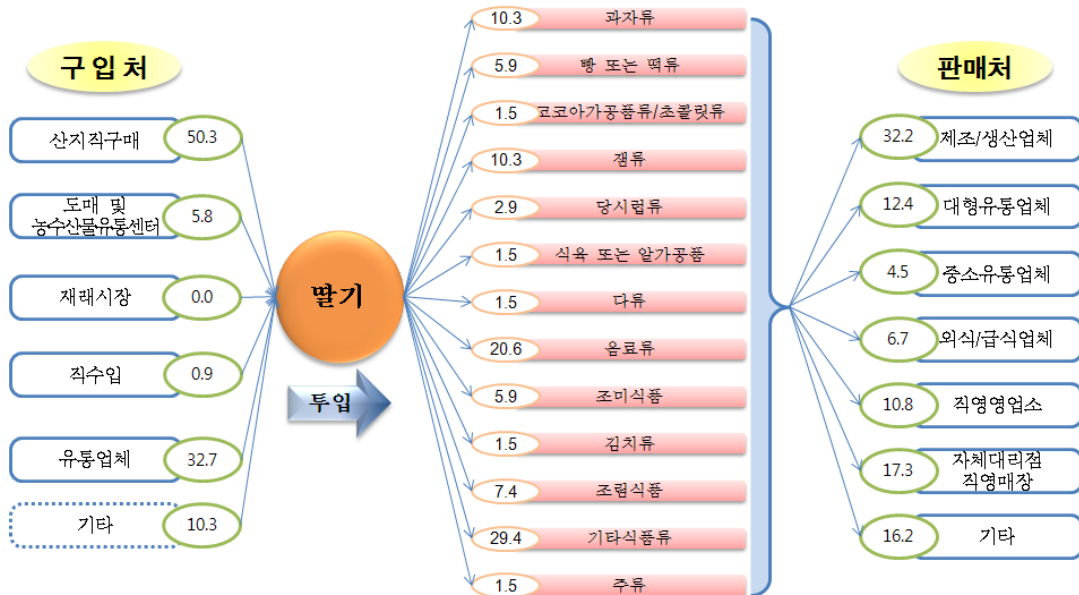 구입처
산지직구매 50.3
도매 및
농수산물유통센터 5.8
재래시장 0.0
직수입 0.9
유통업체 32.7
기타 10.3
딸기
투입
10.3 과자류
5.9 빵 또는 떡류
1.5 코코아가공품류/초콜릿류
10.3 잼류
2.9 당시럽류
1.5 식육 또는 알가공품
1.5 다류
20.6 음료류
5.9 조미식품
1.5 김치류
7.4 조림식품
29.4 기타식품류
1.5 주류
판매처
32.2 제조/생산업체
12.4 대형유통업체
4.5 중소유통업체
6.7 외식/급식업체
10.8 직영영업소
17.3 자체대리점
직영매장
16.2 기타